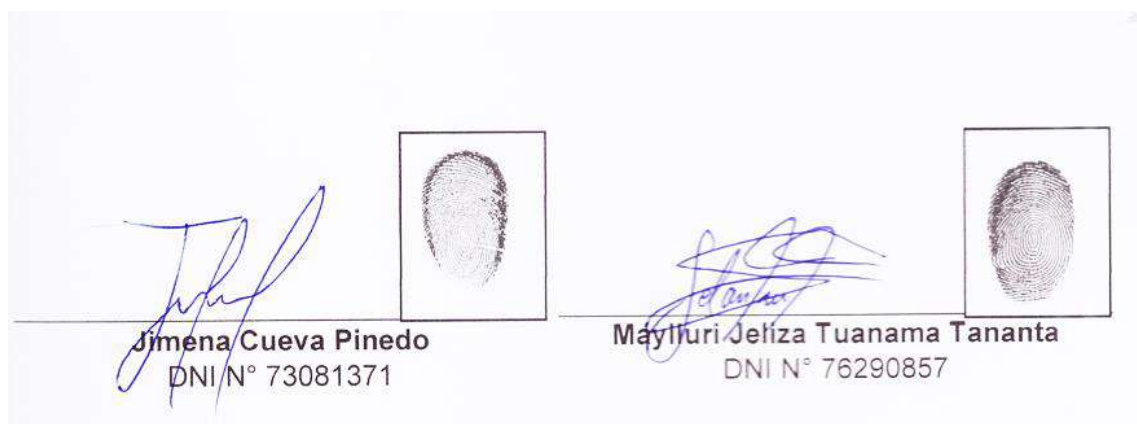 Jimena Cueva Pinedo
DNI N° 73081371
Maylluri Jeliza Tuanama Tananta
DNI N° 76290857